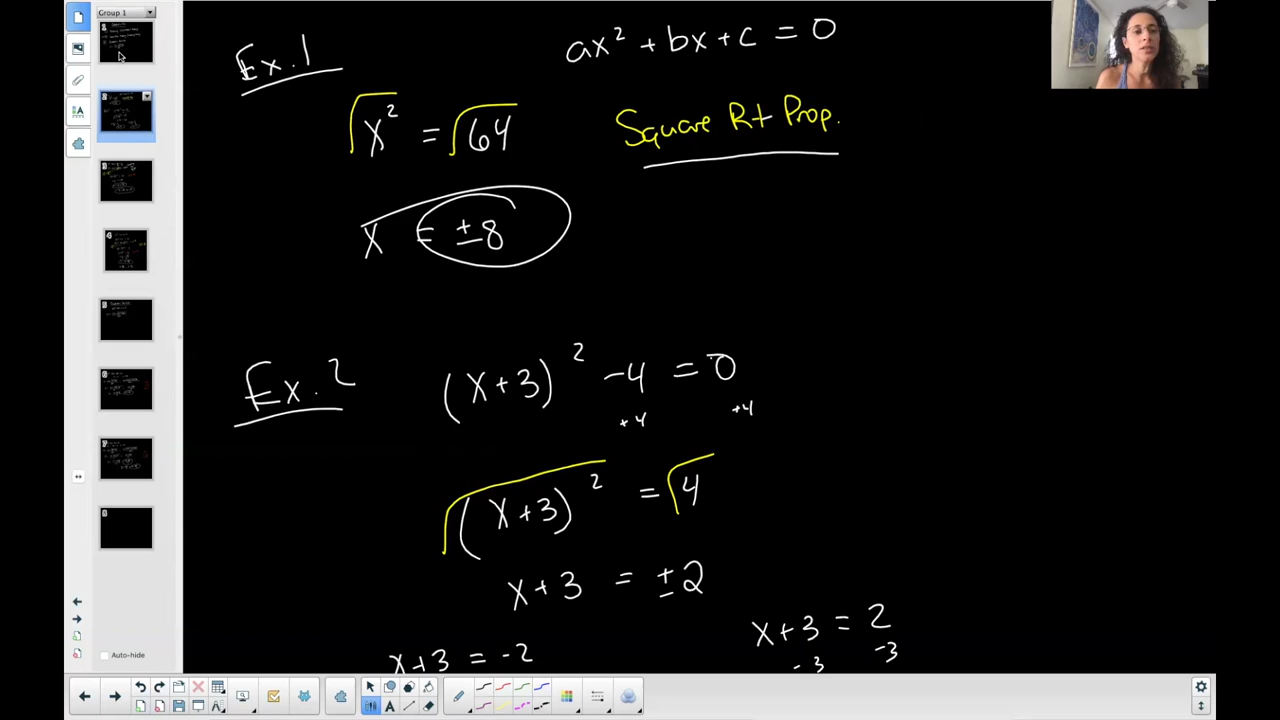 Group 1
Ex.1
ax² + bx + c = 0
√x² = √64
Square Rt Prop.
x = ±8
Ex. 2
(x+3)² -4 = 0
+4 +4
√(x+3)² = √4
x+3 = ±2
x+3 = 2
-3 -3
x+3 = -2
Auto-hide